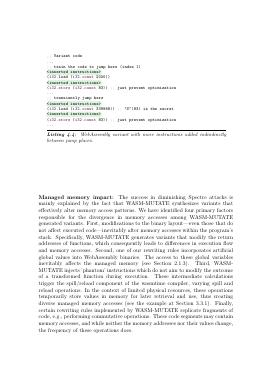 ;; Variant code
;; train the code to jump here (index 1)
<inserted instructions>
(i32.load (i32.const 2000))
<inserted instructions>
(i32.store (i32.const 83)) ;; just prevent optimization
;; transiently jump here
<inserted instructions>
(i32.load (i32.const 339968)) ;; "S"(83) is the secret
<inserted instructions>
(i32.store (i32.const 83)) ;; just prevent optimization
Listing 4.4: WebAssembly variant with more instructions added indindinctly
between jump places.
Managed memory impact: The success in diminishing Spectre attacks is
mainly explained by the fact that WASM-MUTATE synthesizes variants that
effectively alter memory access patterns. We have identified four primary factors
responsible for the divergence in memory accesses among WASM-MUTATE
generated variants. First, modifications to the binary layout—even those that do
not affect executed code—inevitably alter memory accesses within the program's
stack. Specifically, WASM-MUTATE generates variants that modify the return
addresses of functions, which consequently leads to differences in execution flow
and memory accesses. Second, one of our rewriting rules incorporates artificial
global values into WebAssembly binaries. The access to these global variables
inevitably affects the managed memory (see Section 2.1.3). Third, WASM-
MUTATE injects 'phantom' instructions which do not aim to modify the outcome
of a transformed function during execution. These intermediate calculations
trigger the spill/reload component of the wasmtime compiler, varying spill and
reload operations. In the context of limited physical resources, these operations
temporarily store values in memory for later retrieval and use, thus creating
diverse managed memory accesses (see the example at Section 3.3.1). Finally,
certain rewriting rules implemented by WASM-MUTATE replicate fragments of
code, e.g., performing commutative operations. These code segments may contain
memory accesses, and while neither the memory addresses nor their values change,
the frequency of these operations does.